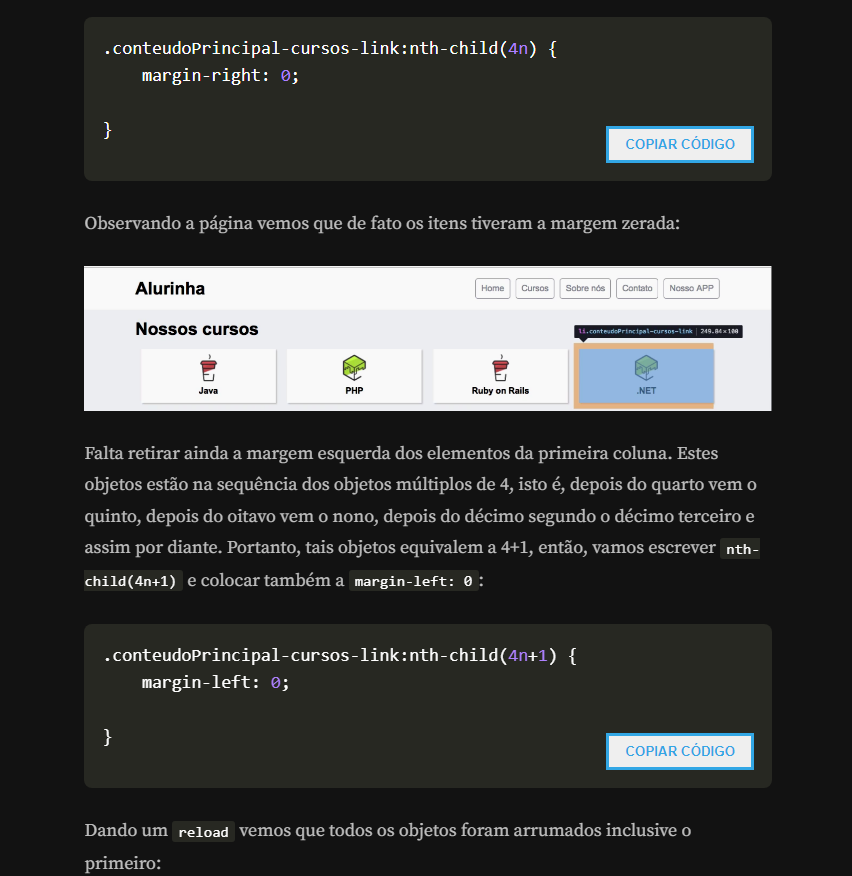 .conteudoPrincipal-cursos-link:nth-child(4n) {
margin-right: 0;
}
COPIAR CÓDIGO
Observando a página vemos que de fato os itens tiveram a margem zerada:
Alurinha
Home
Cursos
Sobre nós
Contato
Nosso APP
Nossos cursos
li.conteudoPrincipal-cursos-link | 249.84×100
Java
PHP
Ruby on Rails
.NET
Falta retirar ainda a margem esquerda dos elementos da primeira coluna. Estes
objetos estão na sequência dos objetos múltiplos de 4, isto é, depois do quarto vem o
quinto, depois do oitavo vem o nono, depois do décimo segundo o décimo terceiro e
assim por diante. Portanto, tais objetos equivalem a 4+1, então, vamos escrever nth-
child(4n+1) e colocar também a margin-left: 0 :
.conteudoPrincipal-cursos-link:nth-child(4n+1) {
margin-left: 0;
}
COPIAR CÓDIGO
Dando um reload vemos que todos os objetos foram arrumados inclusive o
primeiro: